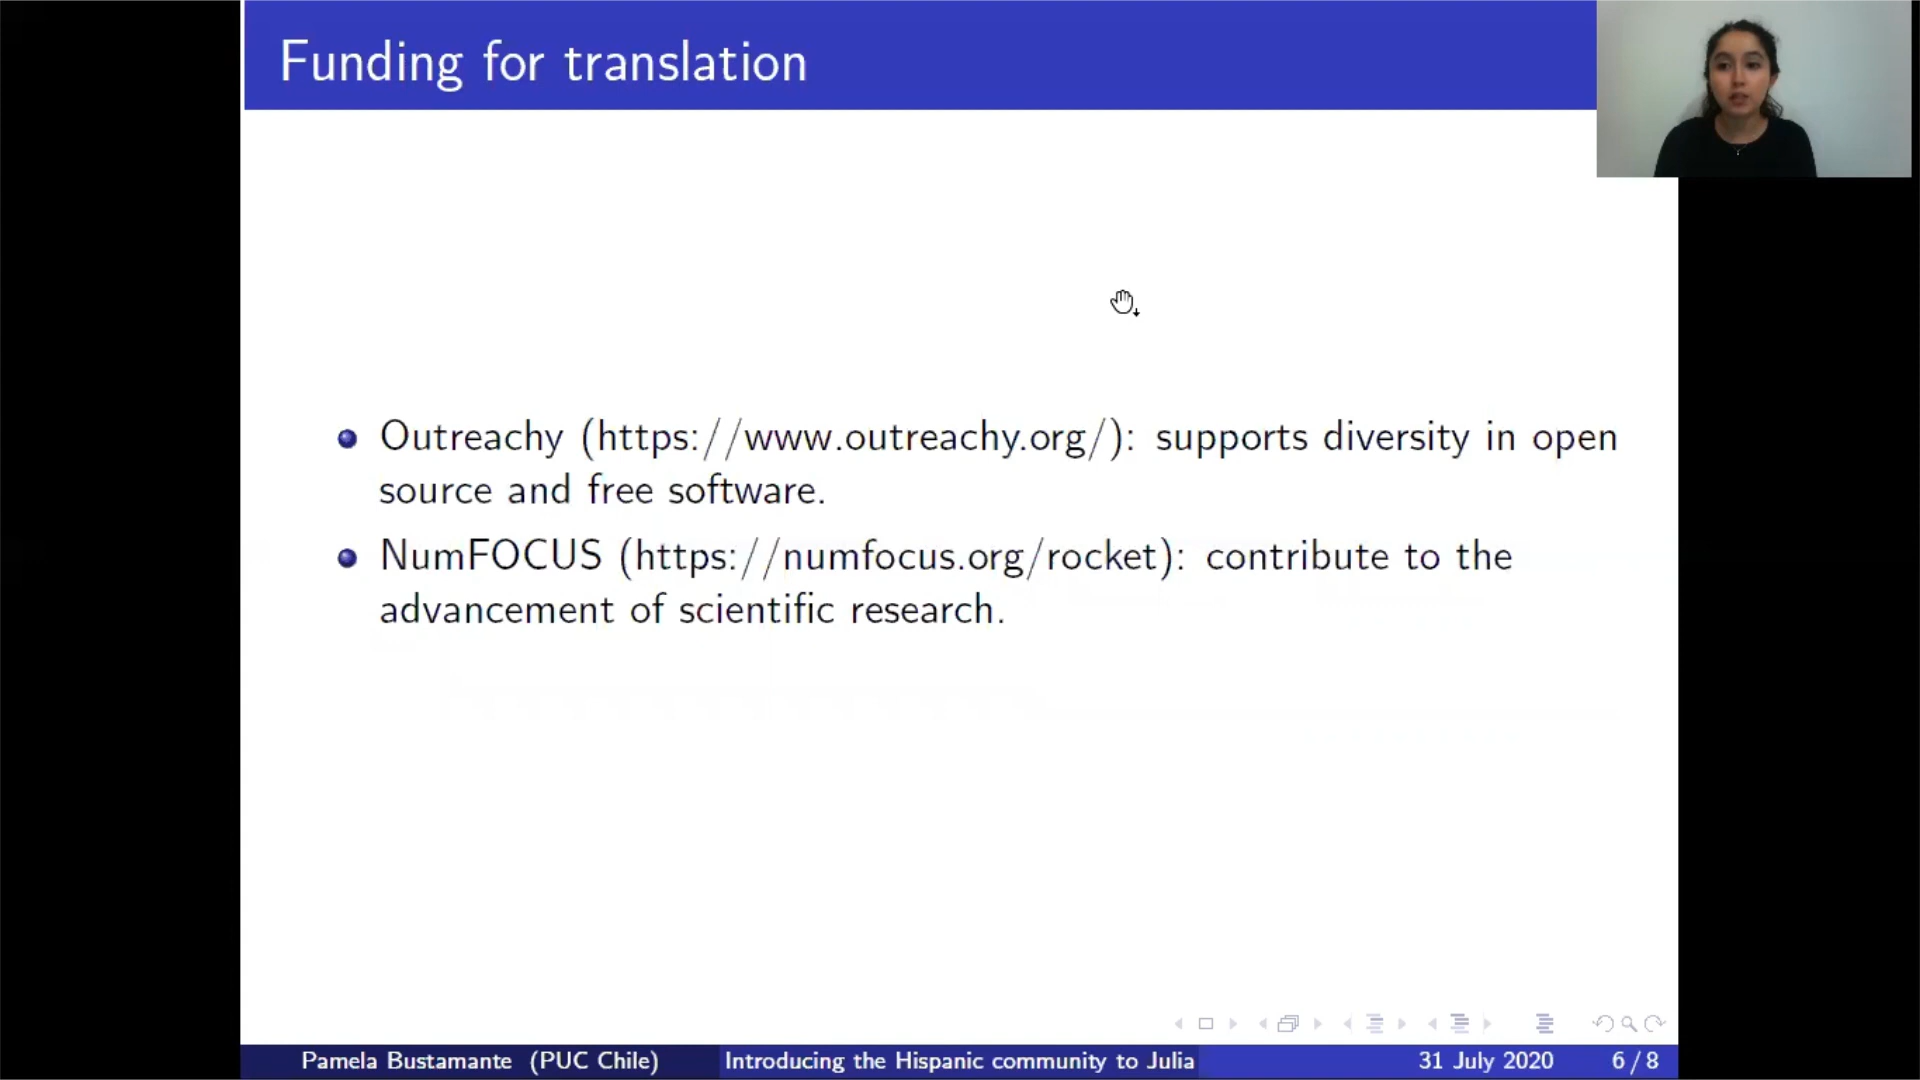 Funding for translation
Outreachy (https://www.outreachy.org/): supports diversity in open
source and free software.
NumFOCUS (https://numfocus.org/rocket): contribute to the
advancement of scientific research.
Pamela Bustamante (PUC Chile) Introducing the Hispanic community to Julia 31 July 2020 6 / 8